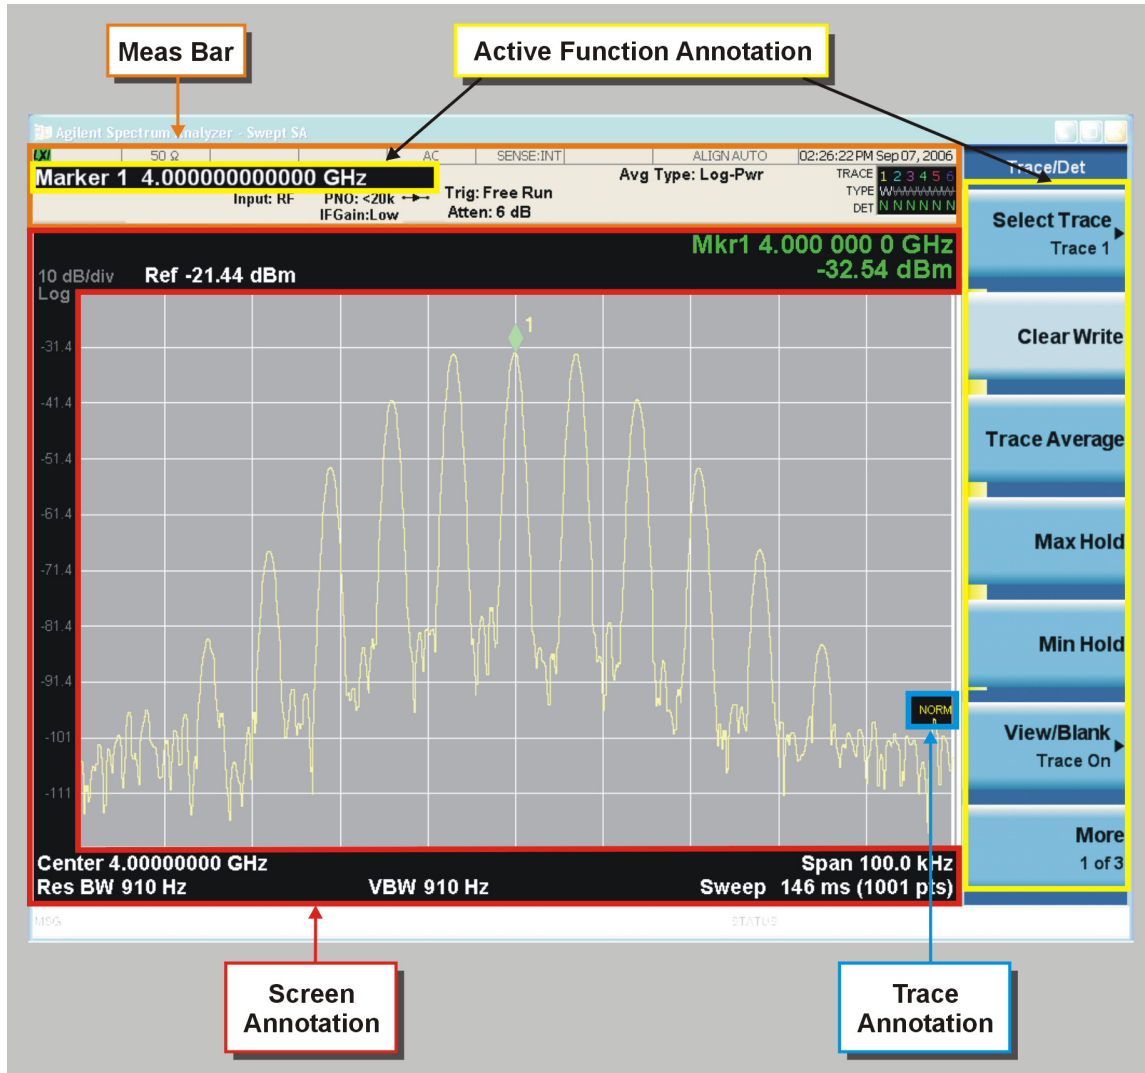 Meas Bar
Active Function Annotation
Agilent Spectrum Analyzer - Swept SA
LXI 50 Ω AC SENSE:INT ALIGN AUTO 02:26:22 PM Sep 07, 2006
Marker 1 4.000000000000 GHz
Input: RF PNO: <20k
IFGain:Low
Trig: Free Run
Atten: 6 dB
Avg Type: Log-Pwr
TRACE 1 2 3 4 5 6
TYPE W W W W W W
DET N N N N N N
Trace/Det
Select Trace
Trace 1
Clear Write
Trace Average
Max Hold
Min Hold
View/Blank
Trace On
More
1 of 3
Mkr1 4.000 000 0 GHz
-32.54 dBm
10 dB/div Ref -21.44 dBm
Log
1
-31.4
-41.4
-51.4
-61.4
-71.4
-81.4
-91.4
-101
-111
NORM
Center 4.00000000 GHz Span 100.0 kHz
Res BW 910 Hz VBW 910 Hz Sweep 146 ms (1001 pts)
MSG STATUS
Screen
Annotation
Trace
Annotation